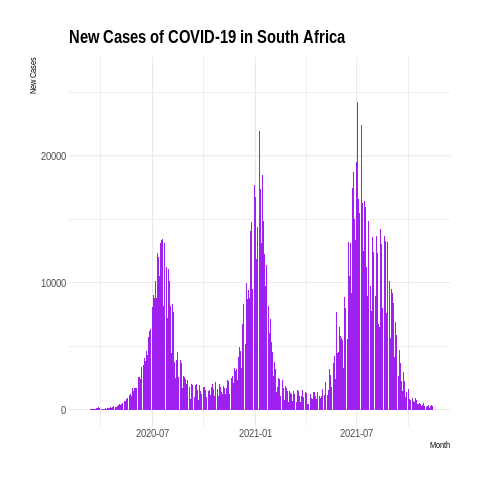 New Cases of COVID-19 in South Africa
New Cases
20000
10000
0
2020-07
2021-01
2021-07
Month